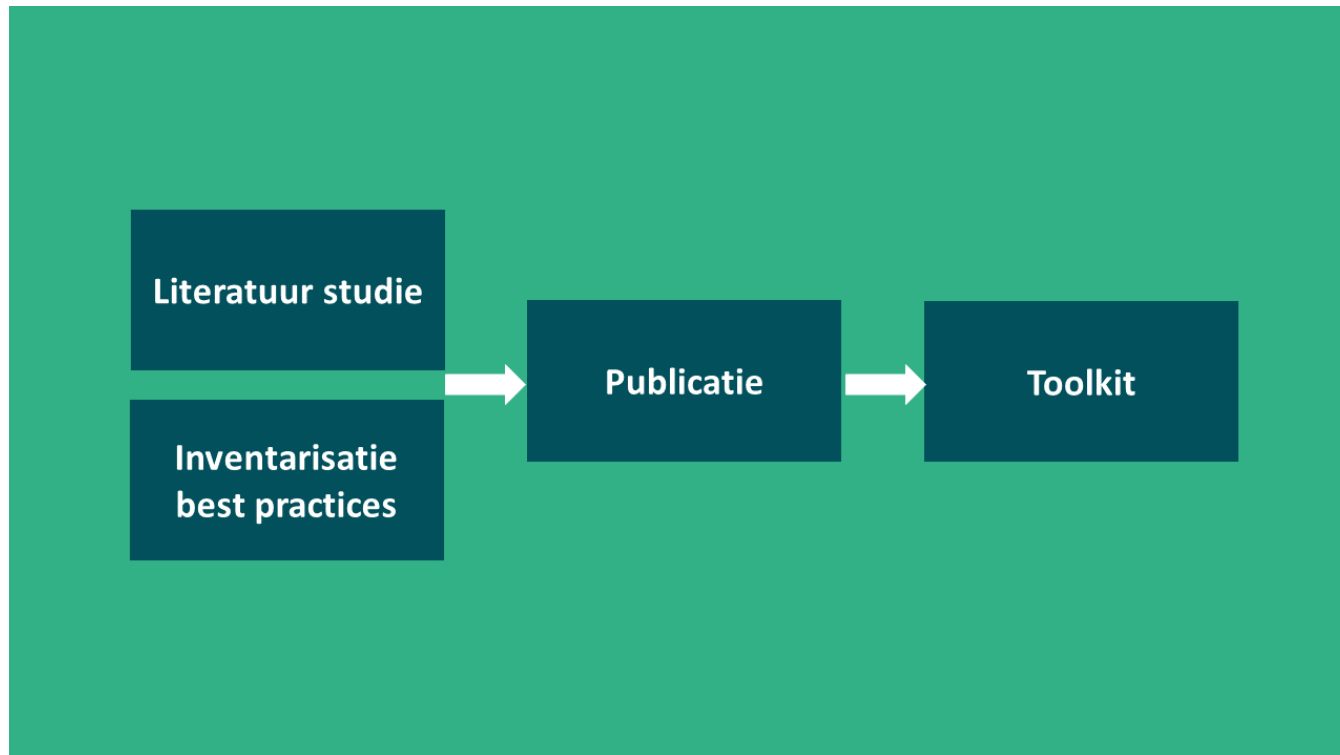 Literatuur studie
Inventarisatie
best practices
Publicatie
Toolkit